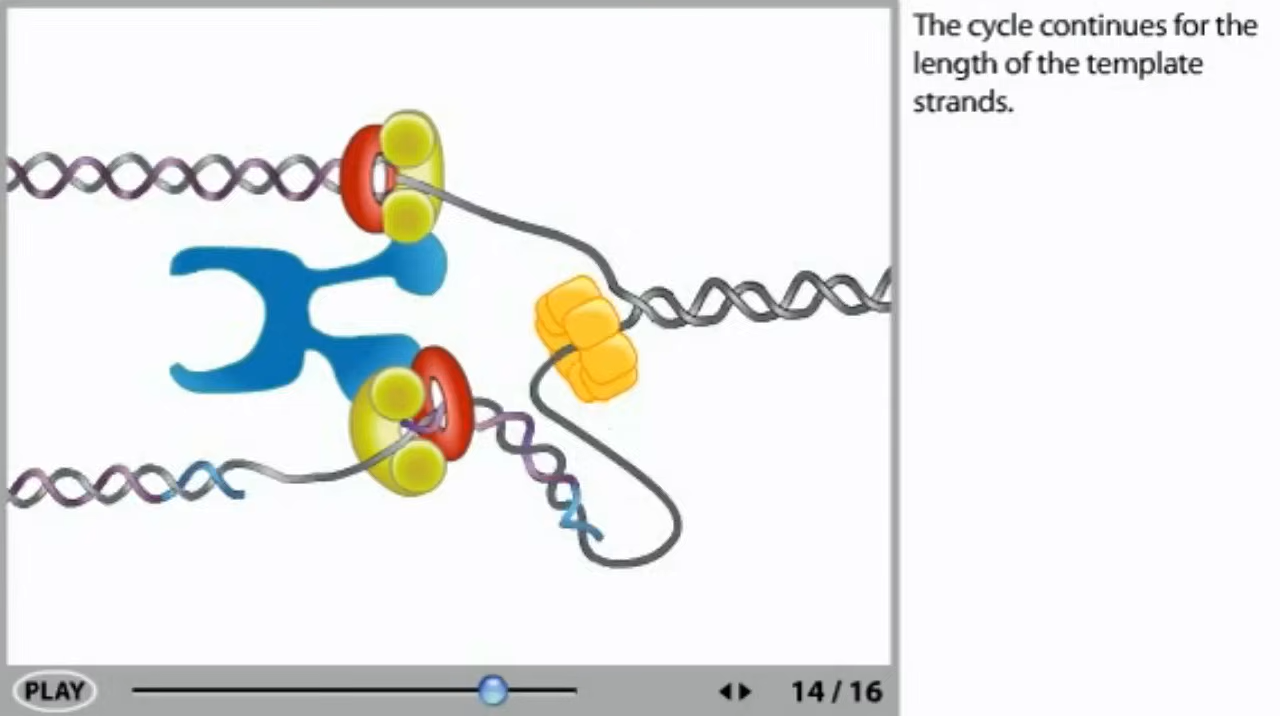 The cycle continues for the
length of the template
strands.
PLAY
14 / 16